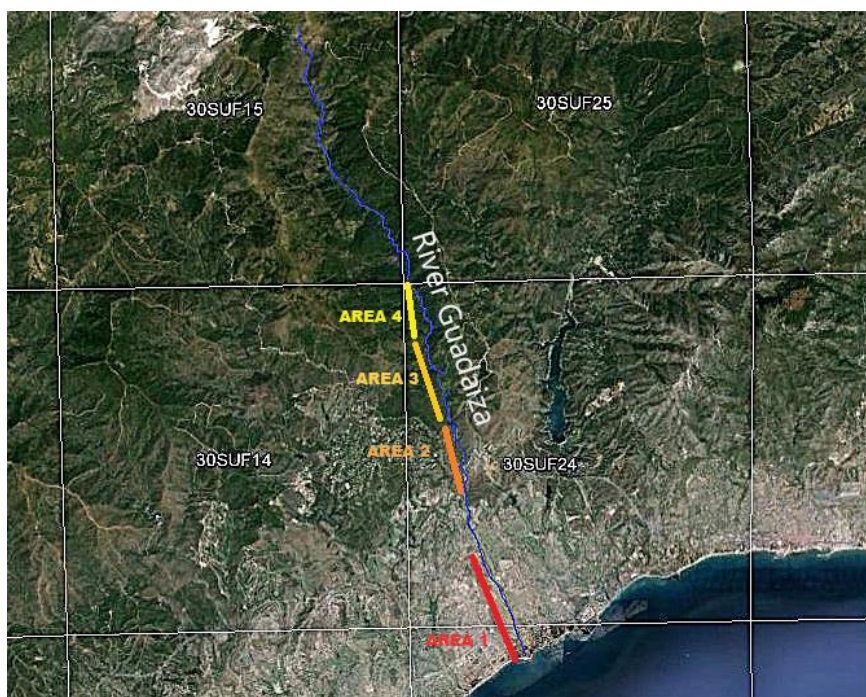 30SUF15
30SUF25
River Guadaiza
AREA 4
AREA 3
AREA 2
30SUF14
30SUF24
AREA 1